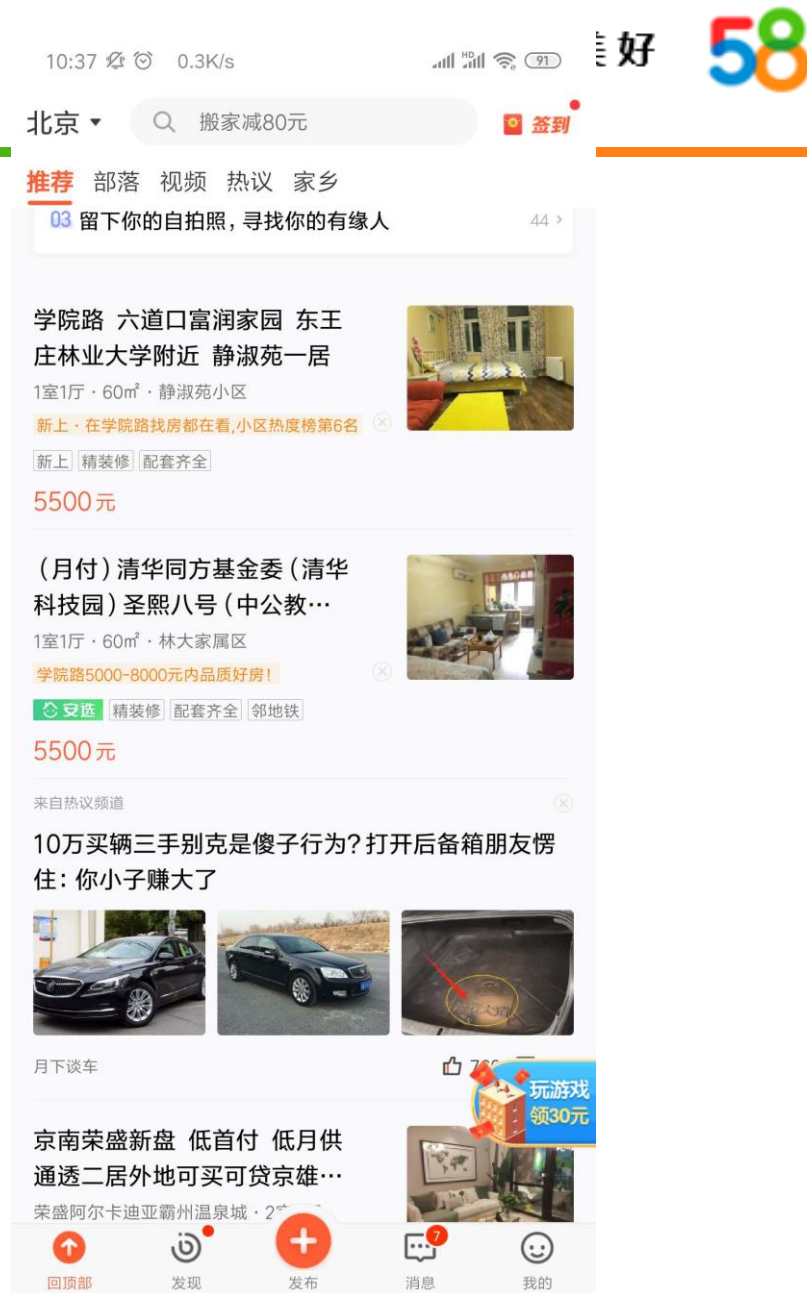 10:37 0.3K/s HD 91
好 58
北京 搬家减80元 签到
推荐 部落 视频 热议 家乡
03 留下你的自拍照，寻找你的有缘人 44
学院路 六道口富润家园 东王
庄林业大学附近 静淑苑一居
1室1厅 · 60㎡ · 静淑苑小区
新上 · 在学院路找房都在看,小区热度榜第6名
新上 精装修 配套齐全
5500元
（月付）清华同方基金委（清华
科技园）圣熙八号（中公教…
1室1厅 · 60㎡ · 林大家属区
学院路5000-8000元内品质好房！
安选 精装修 配套齐全 邻地铁
5500元
来自热议频道
10万买辆三手别克是傻子行为？打开后备箱朋友愣
住：你小子赚大了
月下谈车
玩游戏
领30元
京南荣盛新盘 低首付 低月供
通透二居外地可买可贷京雄…
荣盛阿尔卡迪亚霸州温泉城 · 2
7
回顶部 发现 发布 消息 我的